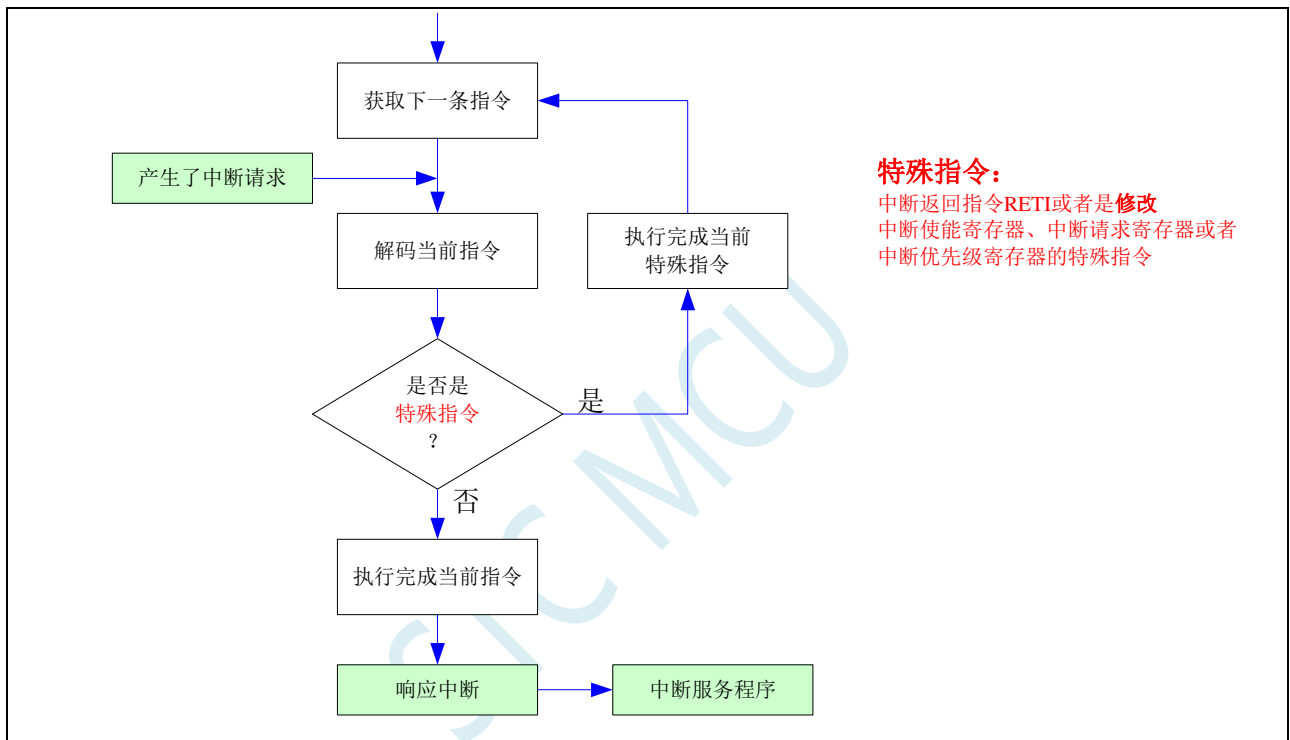 获取下一条指令
产生了中断请求
解码当前指令
执行完成当前
特殊指令
特殊指令：
中断返回指令RETI或者是修改
中断使能寄存器、中断请求寄存器或者
中断优先级寄存器的特殊指令
是否是
特殊指令
？
是
否
执行完成当前指令
响应中断
中断服务程序
STC MCU